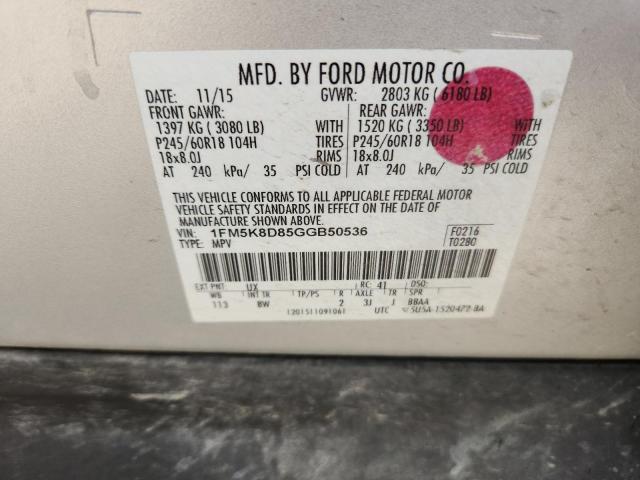 MFD. BY FORD MOTOR CO.
DATE: 11/15 GVWR: 2803 KG ( 6180 LB)
FRONT GAWR: REAR GAWR:
1397 KG ( 3080 LB) WITH 1520 KG ( 3350 LB) WITH
P245/60R18 104H TIRES P245/60R18 104H TIRES
18x8.0J RIMS 18x8.0J RIMS
AT 240 kPa/ 35 PSI COLD AT 240 kPa/ 35 PSI COLD
THIS VEHICLE CONFORMS TO ALL APPLICABLE FEDERAL MOTOR
VEHICLE SAFETY STANDARDS IN EFFECT ON THE DATE OF
MANUFACTURE SHOWN ABOVE.
VIN: 1FM5K8D85GGB50536 F0216
TYPE: MPV T0280
EXT PNT: UX RC: 41 DSO:
WB INT TR TP/PS R AXLE TR SPR
113 8W 2 3J J BBAA
1201511091061 UTC 5U5A-1520472-BA